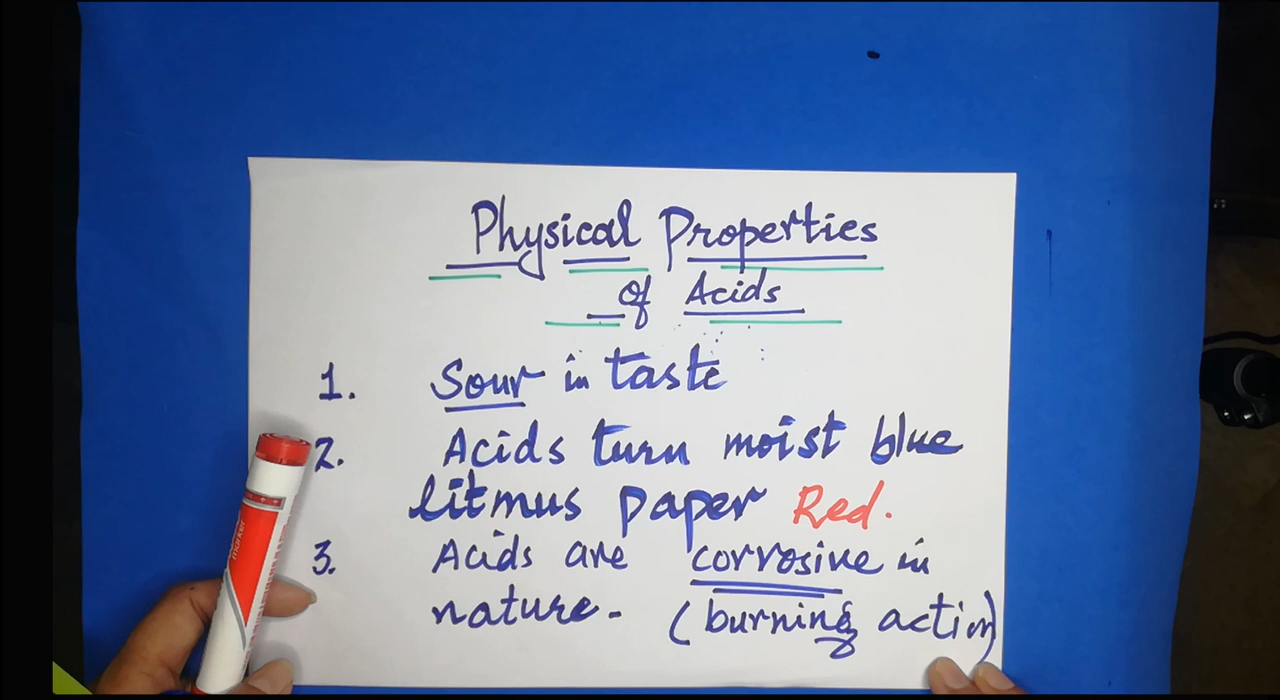 Physical Properties
of Acids
1. Sour in taste
2. Acids turn moist blue
litmus paper Red.
3. Acids are corrosive in
nature. (burning action)
marker